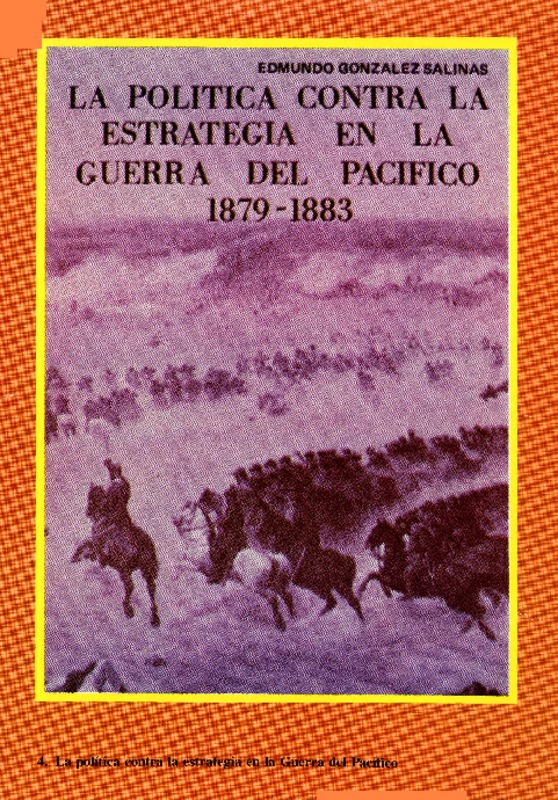 EDMUNDO GONZALEZ SALINAS
LA POLITICA CONTRA LA
ESTRATEGIA EN LA
GUERRA DEL PACIFICO
1879-1883
4. La política contra la estrategia en la Guerra del Pacífico